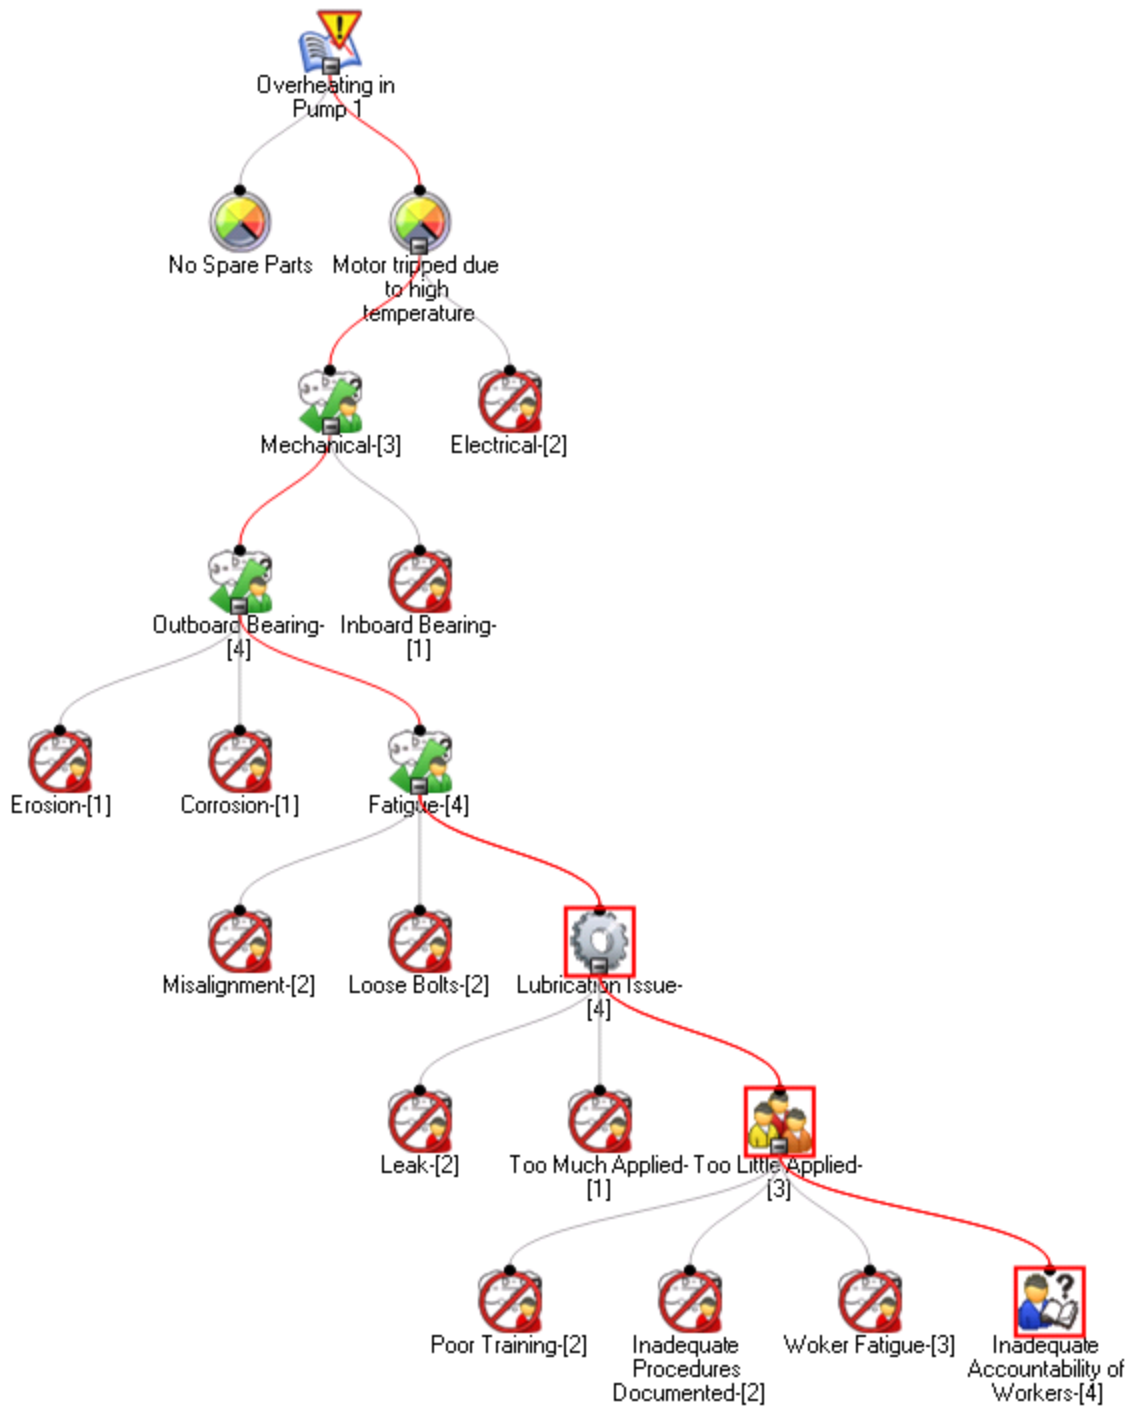 Overheating in
Pump 1
No Spare Parts
Motor tripped due
to high
temperature
Mechanical-[3]
Electrical-[2]
Outboard Bearing-
[4]
Inboard Bearing-
[1]
Erosion-[1]
Corrosion-[1]
Fatigue-[4]
Misalignment-[2]
Loose Bolts-[2]
Lubrication Issue-
[4]
Leak-[2]
Too Much Applied-
[1]
Too Little Applied-
[3]
Poor Training-[2]
Inadequate
Procedures
Documented-[2]
Woker Fatigue-[3]
Inadequate
Accountability of
Workers-[4]